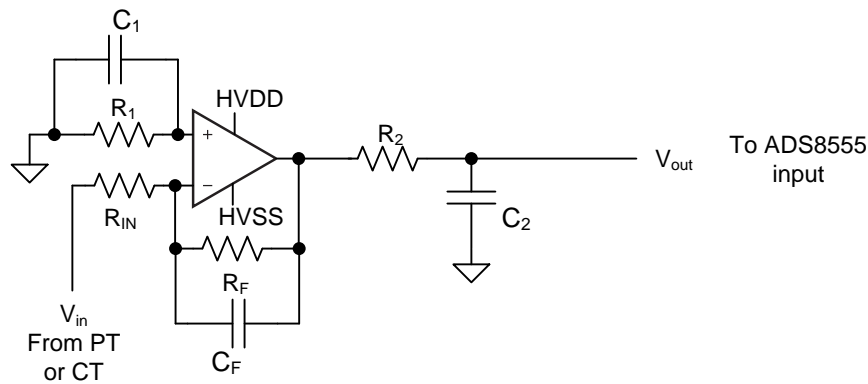 C1
HVDD
R1
+
R2
Vout
To ADS8555
input
−
RIN
HVSS
C2
RF
Vin
From PT
or CT
CF